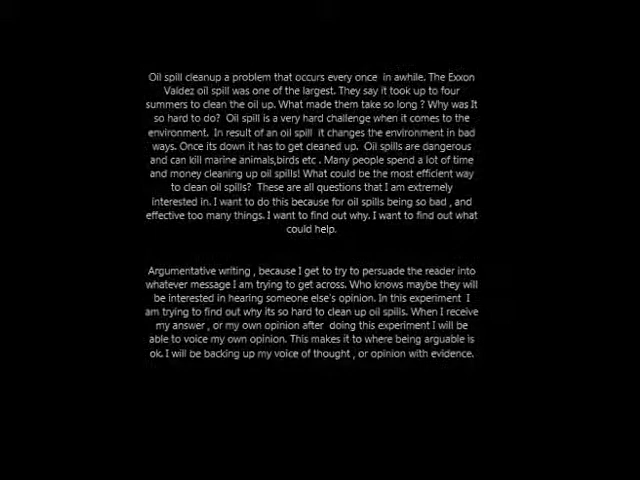 Oil spill cleanup a problem that occurs every once  in awhile. The Exxon
Valdez oil spill was one of the largest. They say it took up to four
summers to clean the oil up. What made them take so long ? Why was It
so hard to do?  Oil spill is a very hard challenge when it comes to the
environment.  In result of an oil spill  it changes the environment in bad
ways. Once its down it has to get cleaned up.  Oil spills are dangerous
and can kill marine animals,birds etc . Many people spend a lot of time
and money cleaning up oil spills! What could be the most efficient way
to clean oil spills?  These are all questions that I am extremely
interested in. I want to do this because for oil spills being so bad , and
effective too many things. I want to find out why. I want to find out what
could help.
Argumentative writing , because I get to try to persuade the reader into
whatever message I am trying to get across. Who knows maybe they will
be interested in hearing someone else's opinion. In this experiment  I
am trying to find out why its so hard to clean up oil spills. When I receive
my answer , or my own opinion after  doing this experiment I will be
able to voice my own opinion. This makes it to where being arguable is
ok. I will be backing up my voice of thought , or opinion with evidence.